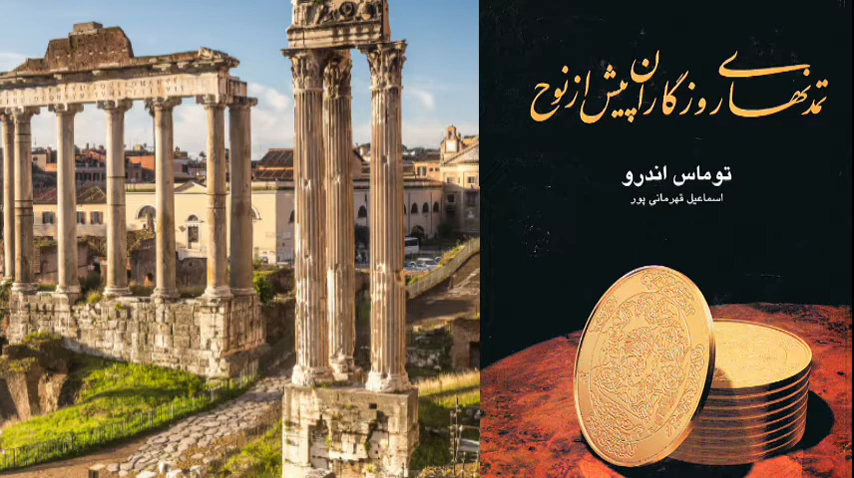 تمدنهای روزگاران پیش از نوح
توماس اندرو
اسماعیل قهرمانی پور